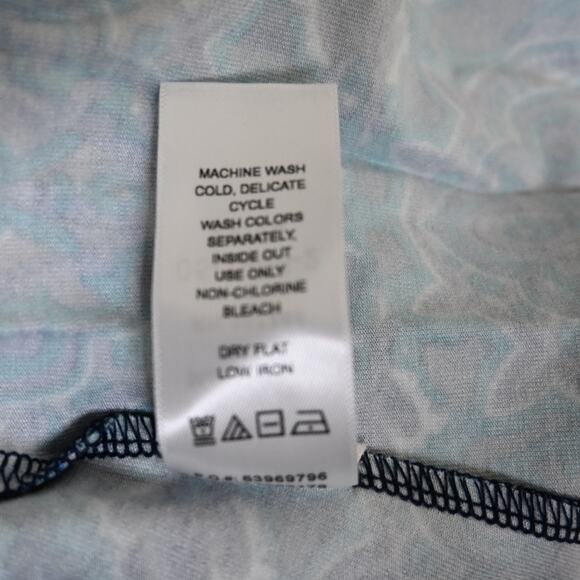 MACHINE WASH
COLD, DELICATE
CYCLE
WASH COLORS
SEPARATELY,
INSIDE OUT
USE ONLY
NON-CHLORINE
BLEACH
DRY FLAT
LOW IRON
P.O #: 53969796